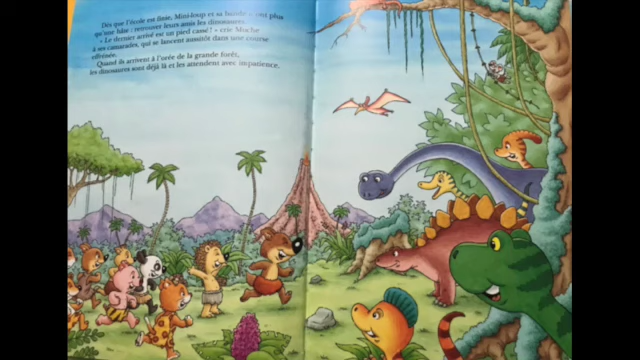 Dès que l'école est finie, Mini-loup et sa bande n'ont plus
qu'une hâte : retrouver leurs amis les dinosaures.
« Le dernier arrivé est un pied cassé ! » crie Moche
à ses camarades, qui se lancent aussitôt dans une course
effrénée.
Quand ils arrivent à l'orée de la grande forêt,
les dinosaures sont déjà là et les attendent avec impatience.